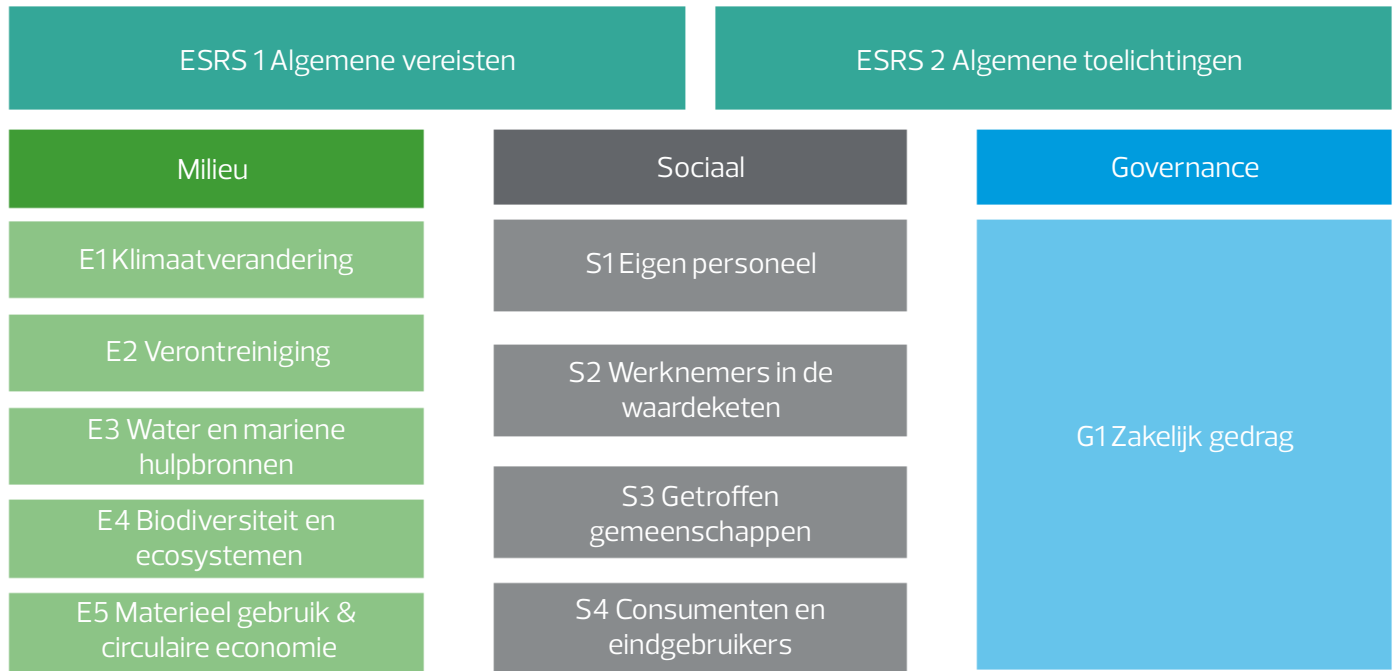 ESRS 1 Algemene vereisten
ESRS 2 Algemene toelichtingen
Milieu
Sociaal
Governance
E1 Klimaatverandering
E2 Verontreiniging
E3 Water en mariene
hulpbronnen
E4 Biodiversiteit en
ecosystemen
E5 Materieel gebruik &
circulaire economie
S1 Eigen personeel
S2 Werknemers in de
waardeketen
S3 Getroffen
gemeenschappen
S4 Consumenten en
eindgebruikers
G1 Zakelijk gedrag